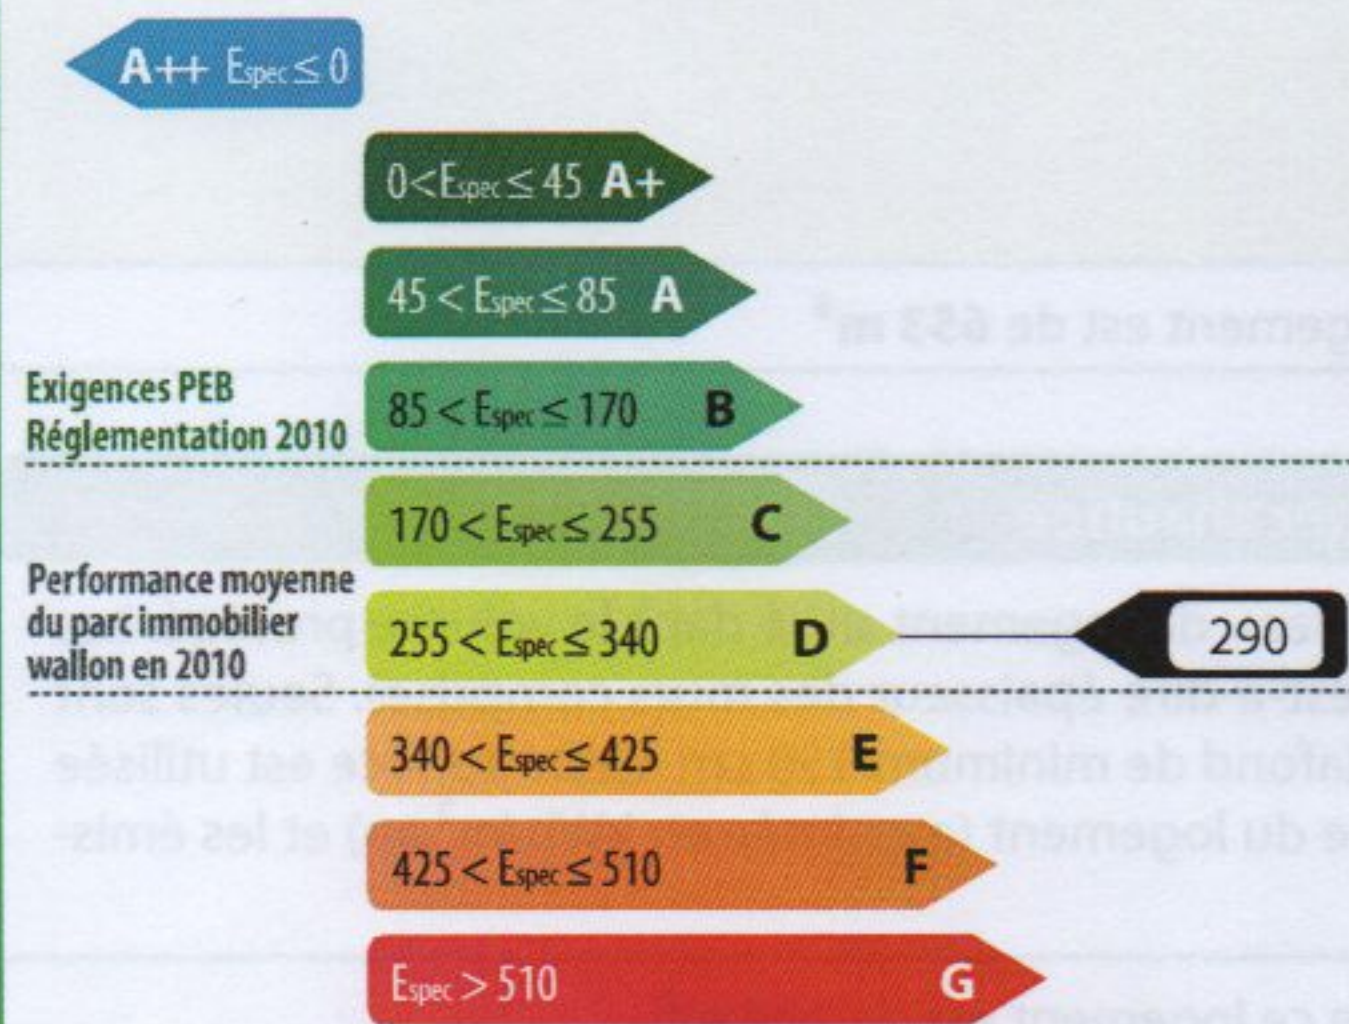 A++ Espec ≤ 0
0 < Espec ≤ 45 A+
45 < Espec ≤ 85 A
Exigences PEB
Réglementation 2010
85 < Espec ≤ 170 B
170 < Espec ≤ 255 C
Performance moyenne
du parc immobilier
wallon en 2010
255 < Espec ≤ 340 D
290
340 < Espec ≤ 425 E
425 < Espec ≤ 510 F
Espec > 510 G